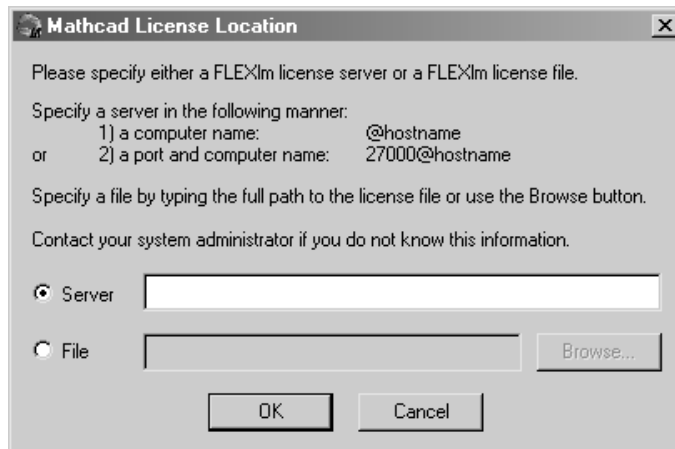 Mathcad License Location
Please specify either a FLEXlm license server or a FLEXlm license file.
Specify a server in the following manner:
1) a computer name: @hostname
or 2) a port and computer name: 27000@hostname
Specify a file by typing the full path to the license file or use the Browse button.
Contact your system administrator if you do not know this information.
Server
File Browse...
OK Cancel